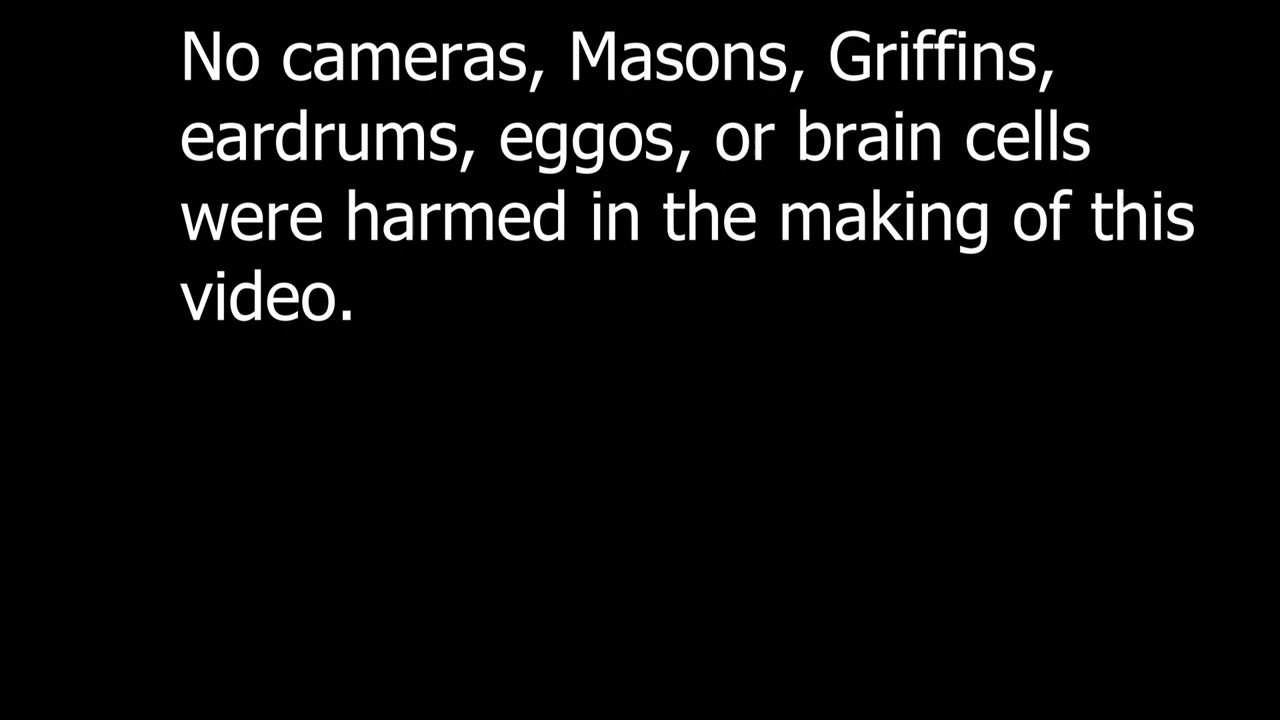 No cameras, Masons, Griffins,
eardrums, eggos, or brain cells
were harmed in the making of this
video.